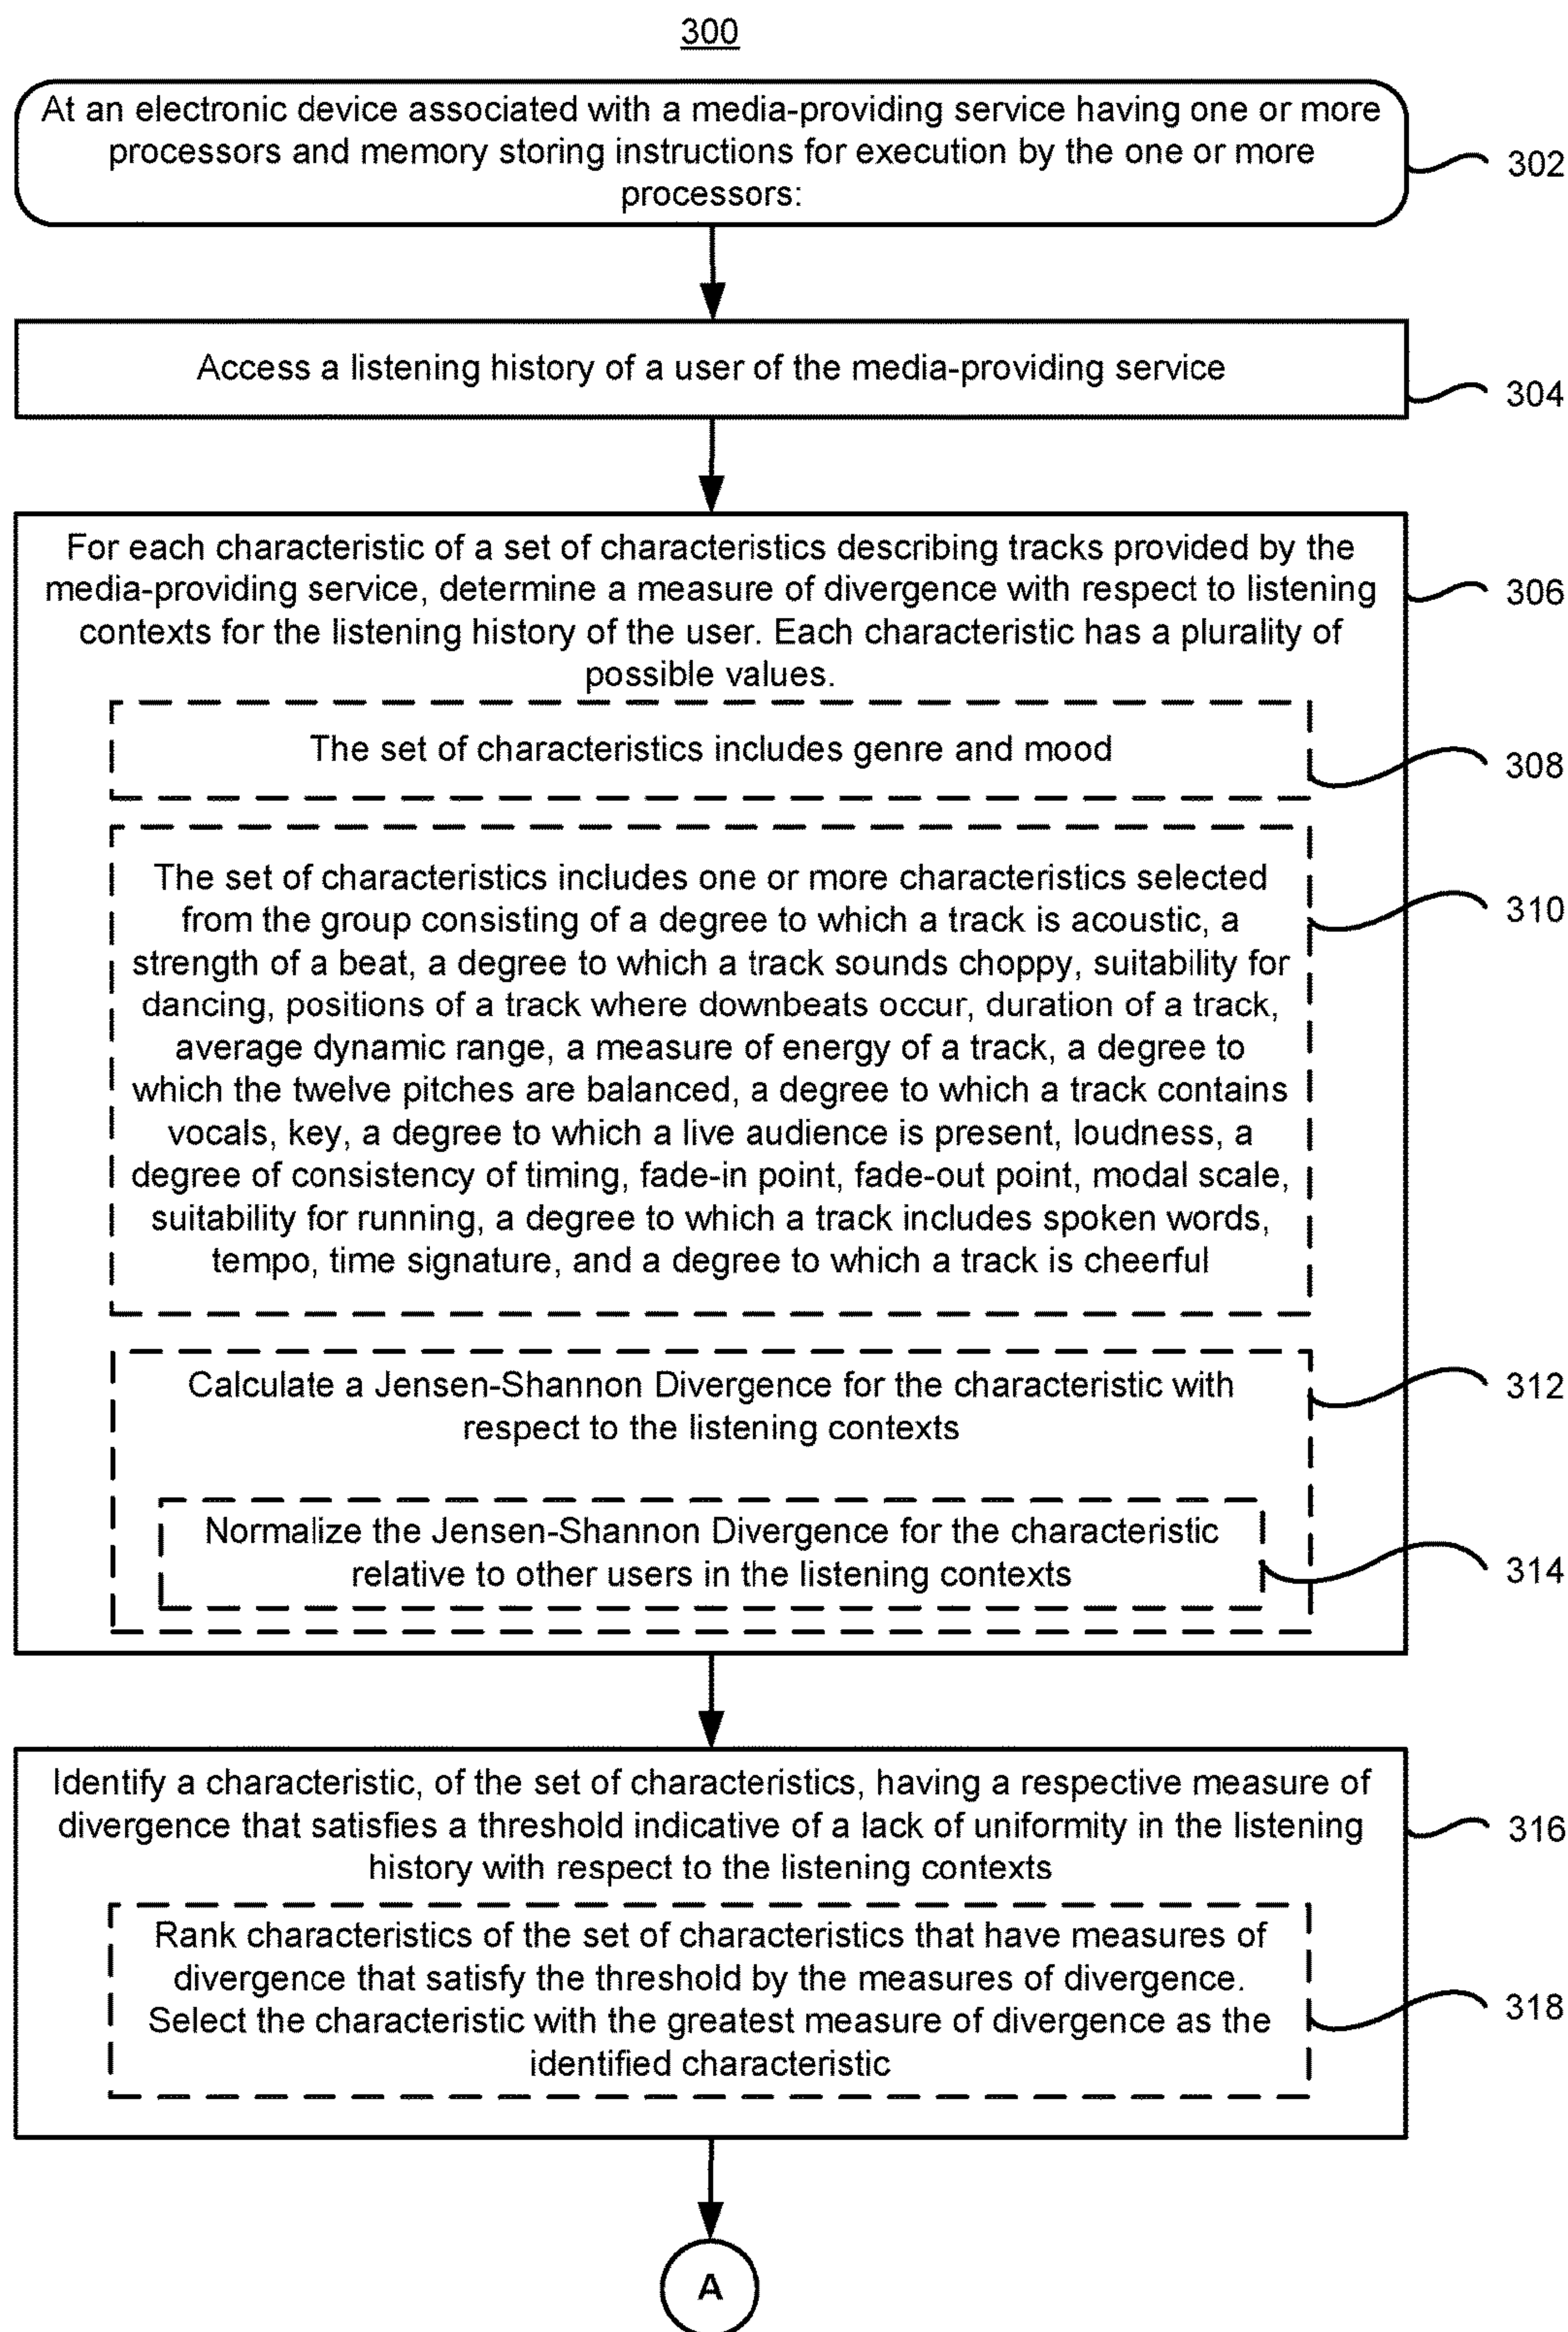 300
At an electronic device associated with a media-providing service having one or more
processors and memory storing instructions for execution by the one or more
processors:
302
Access a listening history of a user of the media-providing service
304
For each characteristic of a set of characteristics describing tracks provided by the
media-providing service, determine a measure of divergence with respect to listening
contexts for the listening history of the user. Each characteristic has a plurality of
possible values.
306
The set of characteristics includes genre and mood
308
The set of characteristics includes one or more characteristics selected
from the group consisting of a degree to which a track is acoustic, a
strength of a beat, a degree to which a track sounds choppy, suitability for
dancing, positions of a track where downbeats occur, duration of a track,
average dynamic range, a measure of energy of a track, a degree to
which the twelve pitches are balanced, a degree to which a track contains
vocals, key, a degree to which a live audience is present, loudness, a
degree of consistency of timing, fade-in point, fade-out point, modal scale,
suitability for running, a degree to which a track includes spoken words,
tempo, time signature, and a degree to which a track is cheerful
310
Calculate a Jensen-Shannon Divergence for the characteristic with
respect to the listening contexts
312
Normalize the Jensen-Shannon Divergence for the characteristic
relative to other users in the listening contexts
314
Identify a characteristic, of the set of characteristics, having a respective measure of
divergence that satisfies a threshold indicative of a lack of uniformity in the listening
history with respect to the listening contexts
316
Rank characteristics of the set of characteristics that have measures of
divergence that satisfy the threshold by the measures of divergence.
Select the characteristic with the greatest measure of divergence as the
identified characteristic
318
A